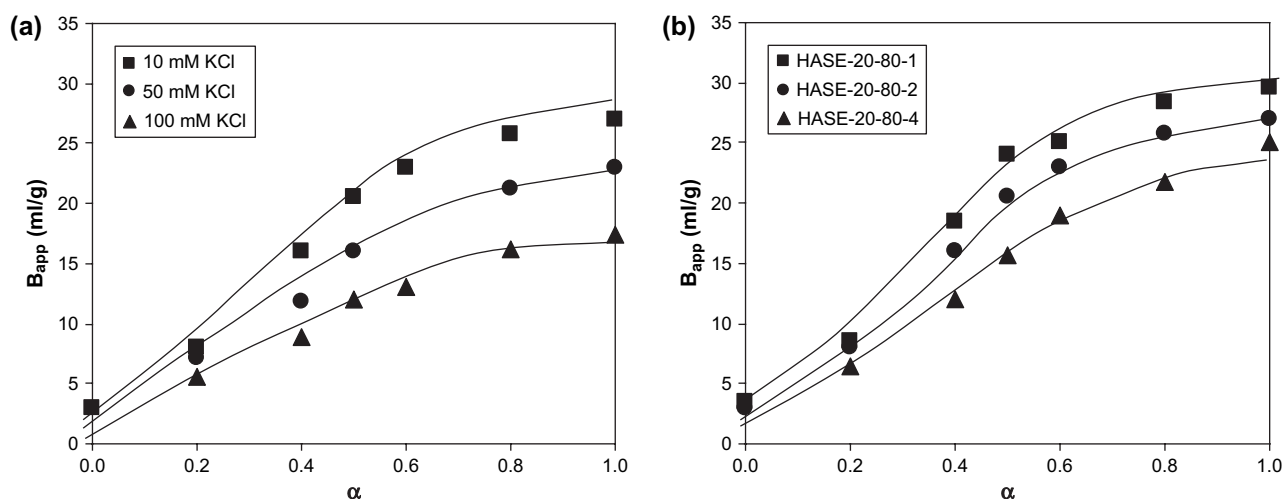 (a)
35
30
25
20
15
10
5
0
B_app (ml/g)
10 mM KCl
50 mM KCl
100 mM KCl
0.0 0.2 0.4 0.6 0.8 1.0
α
(b)
35
30
25
20
15
10
5
0
B_app (ml/g)
HASE-20-80-1
HASE-20-80-2
HASE-20-80-4
0.0 0.2 0.4 0.6 0.8 1.0
α